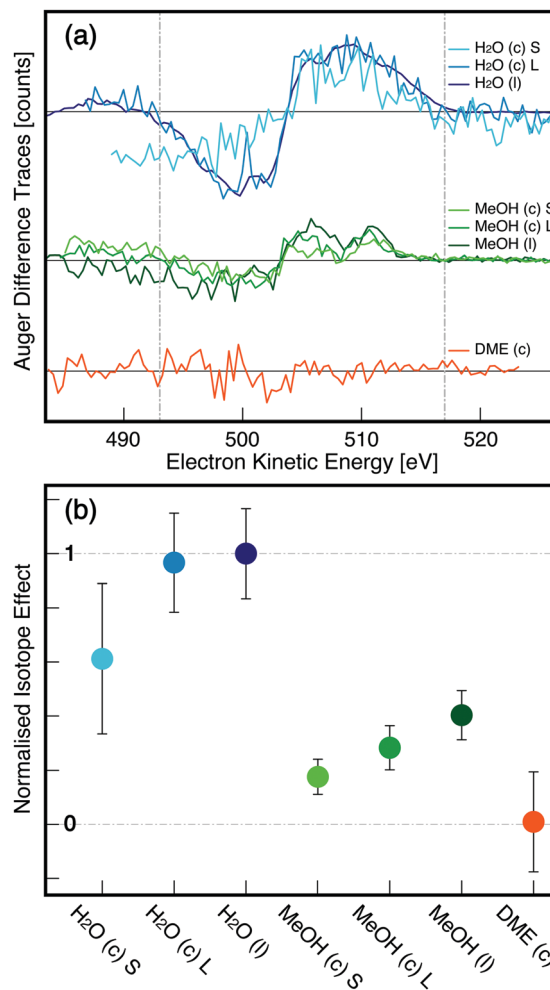 (a)
H2O (c) S
H2O (c) L
H2O (l)
MeOH (c) S
MeOH (c) L
MeOH (l)
DME (c)
Auger Difference Traces [counts]
490
500
510
520
Electron Kinetic Energy [eV]
(b)
1
0
Normalised Isotope Effect
H2O (c) S
H2O (c) L
H2O (l)
MeOH (c) S
MeOH (c) L
MeOH (l)
DME (c)